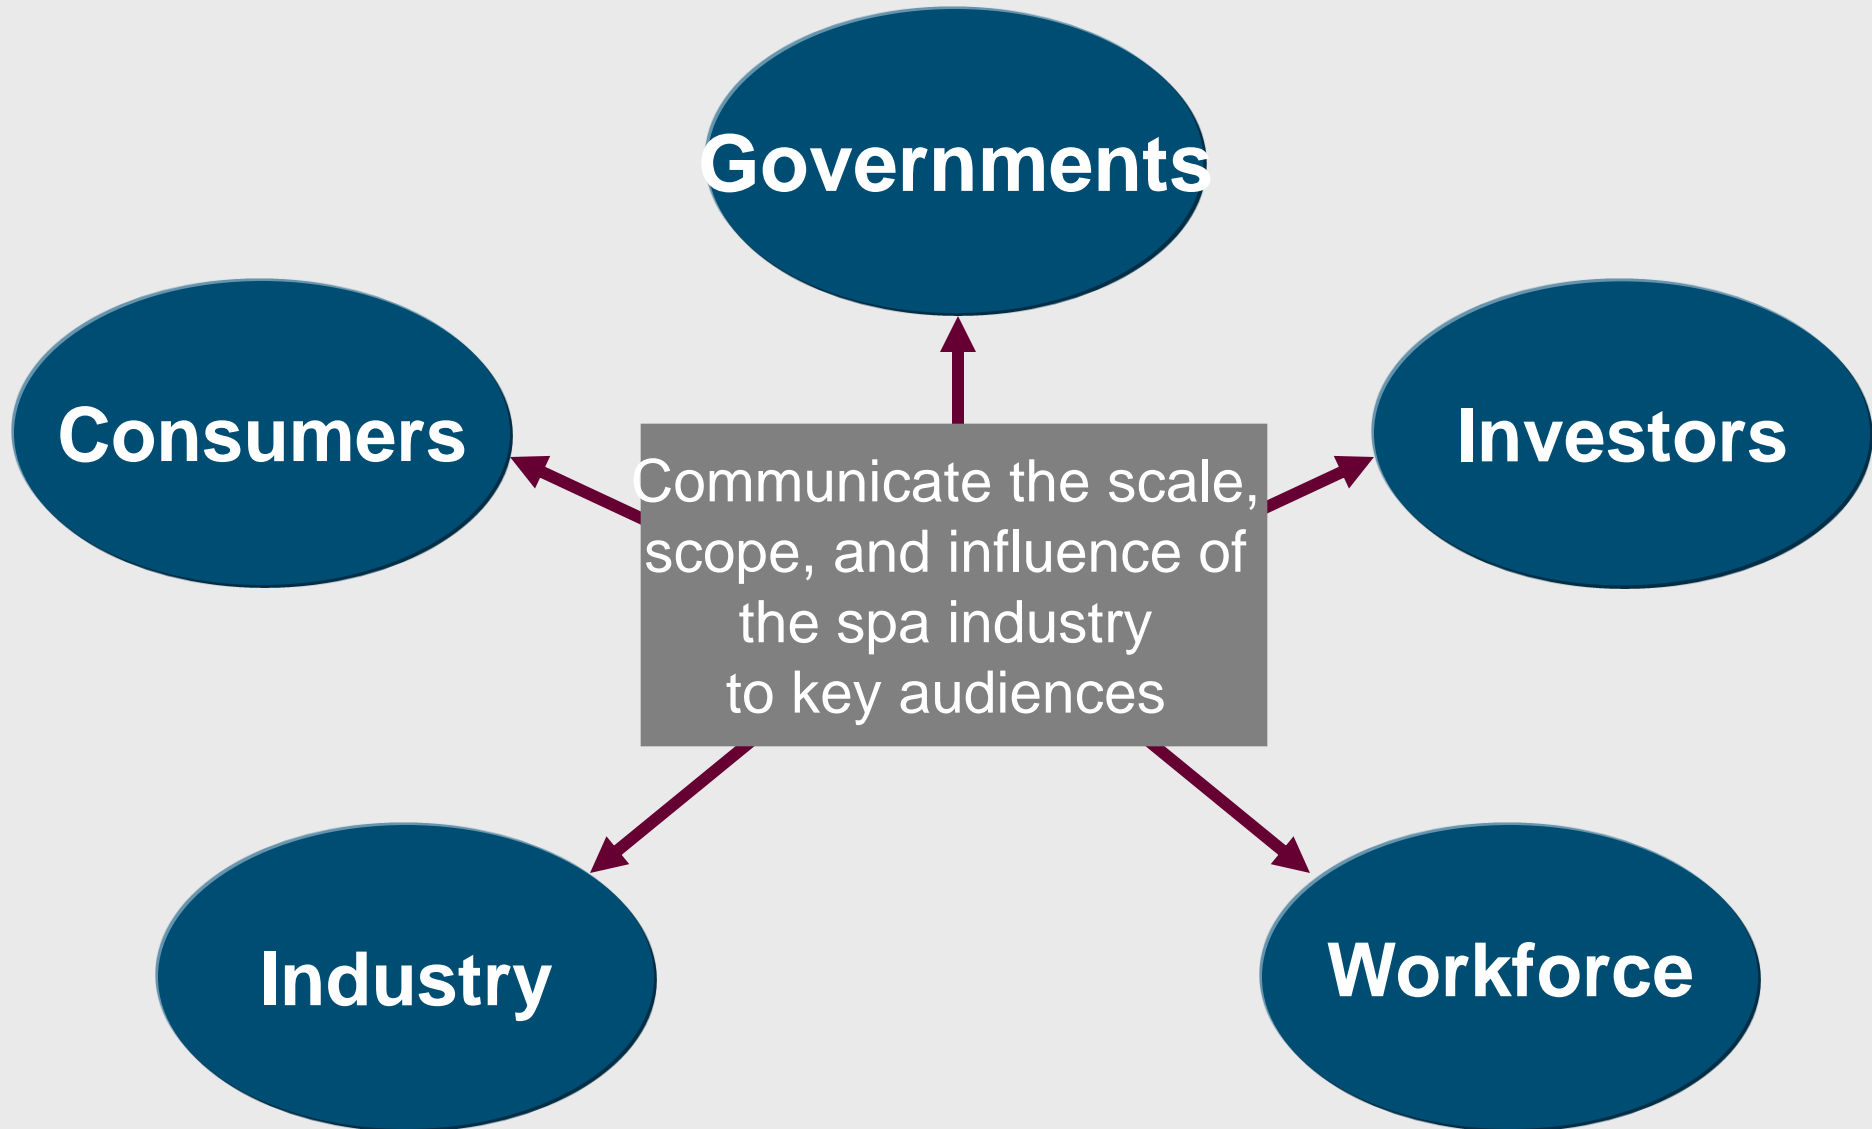 Governments
Consumers
Investors
Communicate the scale,
scope, and influence of
the spa industry
to key audiences
Industry
Workforce